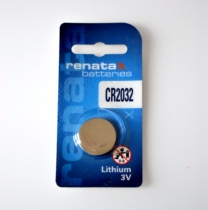 renata
batteries
CR2032
renata
Lithium
3V